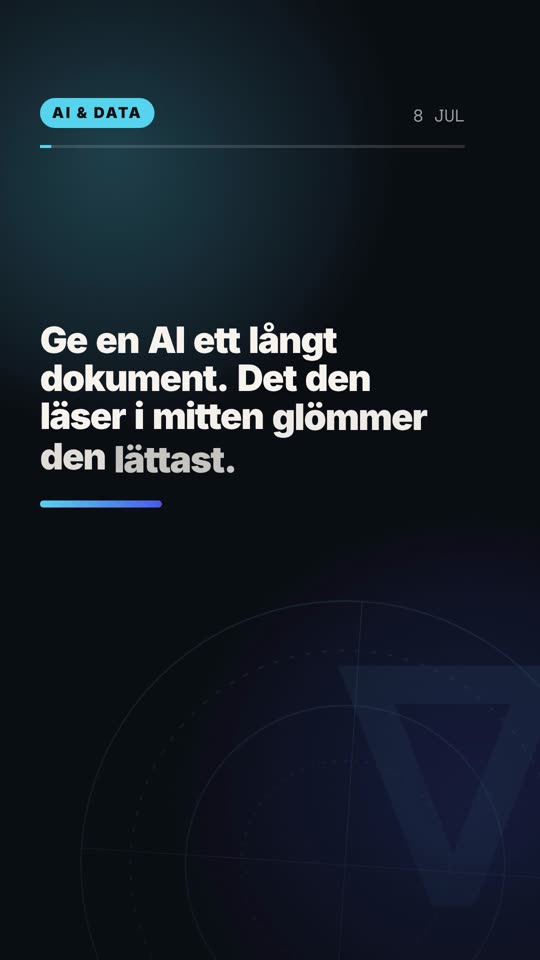 AI & DATA
8 JUL
Ge en AI ett långt
dokument. Det den
läser i mitten glömmer
den lättast.